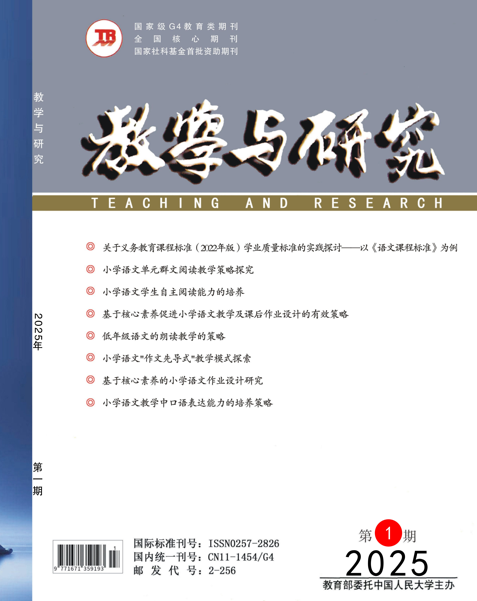 国家级G4教育类期刊
全国核心期刊
国家社科基金首批资助期刊
教学与研究
教学与研究
TEACHING AND RESEARCH
关于义务教育课程标准（2022年版）学业质量标准的实践探讨——以《语文课程标准》为例
小学语文单元群文阅读教学策略探究
小学语文学生自主阅读能力的培养
基于核心素养促进小学语文教学及课后作业设计的有效策略
低年级语文的朗读教学的策略
小学语文"作文先导式"教学模式探索
基于核心素养的小学语文作业设计研究
小学语文教学中口语表达能力的培养策略
2025年
第一期
国际标准刊号：ISSN0257-2826
国内统一刊号：CN11-1454/G4
邮发代号：2-256
9 771671 359193
第1期
2025
教育部委托中国人民大学主办